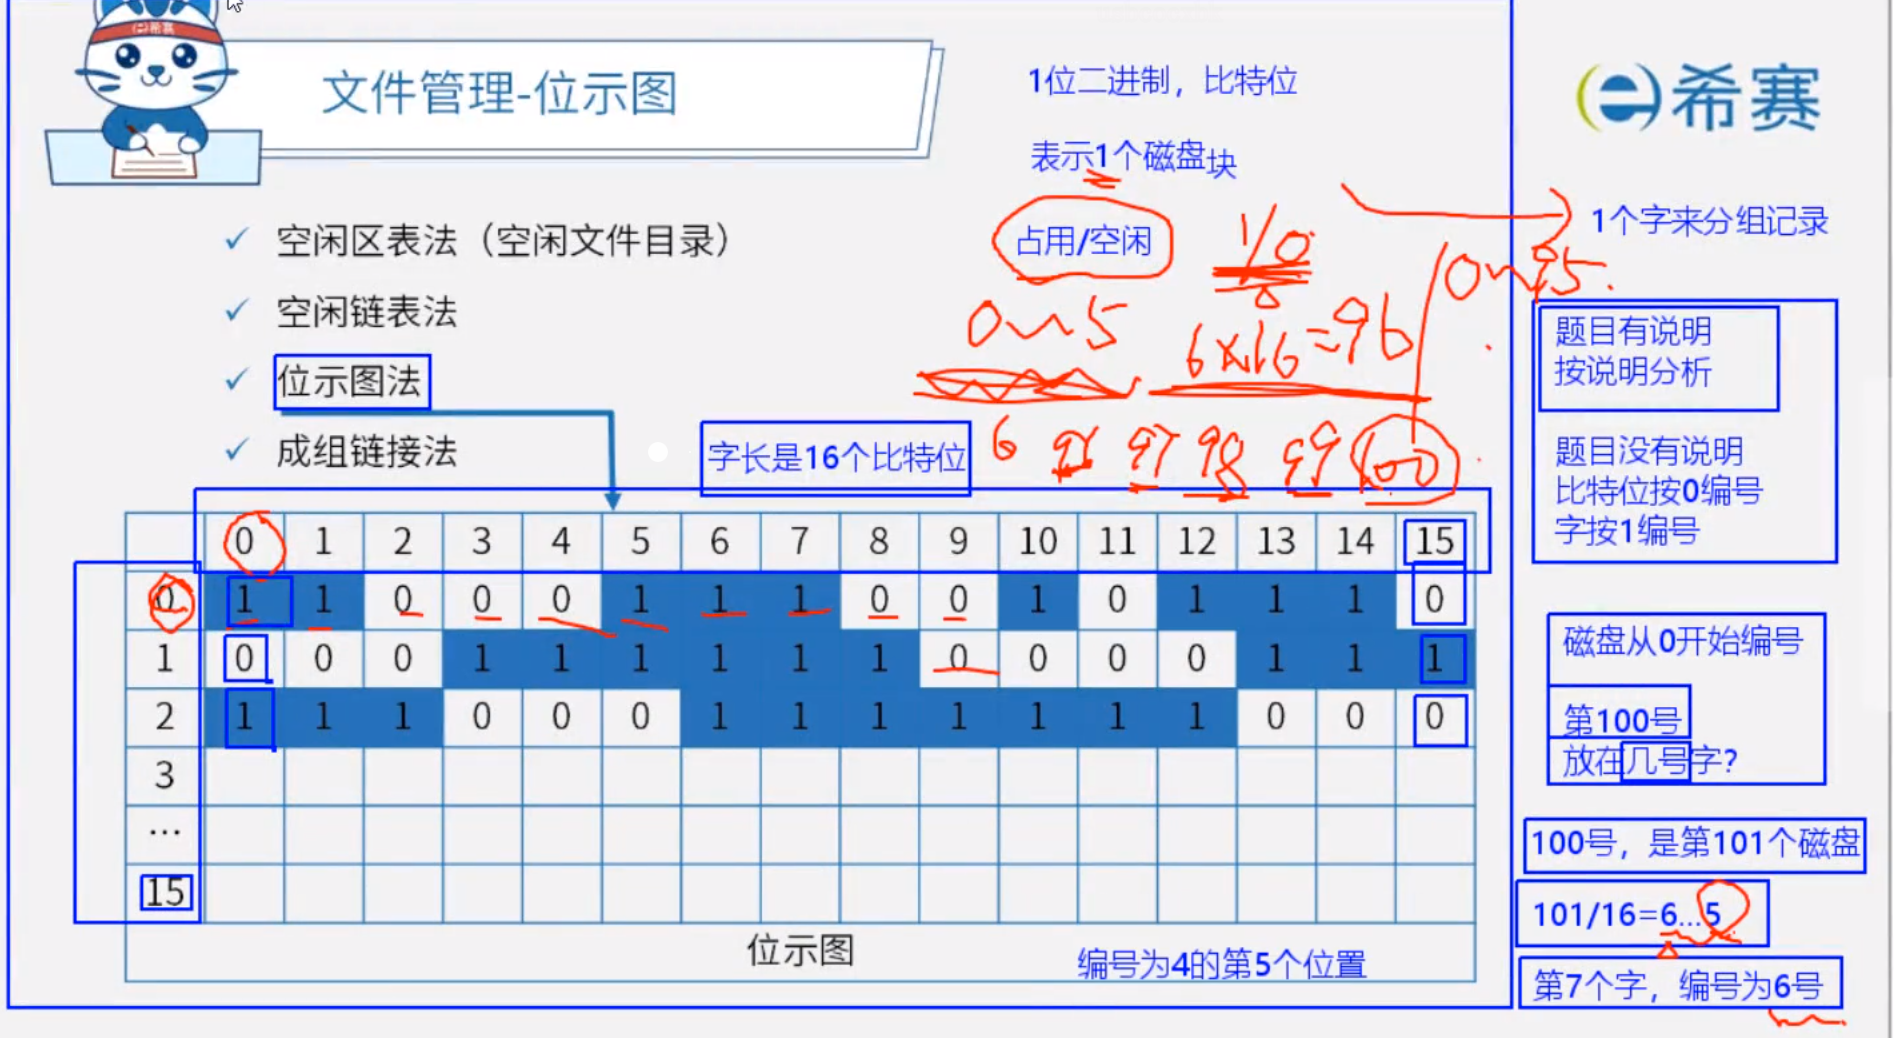 e希赛
文件管理-位示图
1位二进制，比特位
表示1个磁盘块
希赛
占用/空闲
1/0
1个字来分组记录
✓ 空闲区表法（空闲文件目录）
✓ 空闲链表法
✓ 位示图法
✓ 成组链接法
0~5
6×16=96
0~95.
6 96 97 98 99 100
字长是16个比特位
题目有说明
按说明分析
题目没有说明
比特位按0编号
字按1编号
0 1 2 3 4 5 6 7 8 9 10 11 12 13 14 15
0 1 1 0 0 0 1 1 1 0 0 1 0 1 1 1 0
1 0 0 0 1 1 1 1 1 1 0 0 0 0 1 1 1
2 1 1 1 0 0 0 1 1 1 1 1 1 1 0 0 0
3
…
15
位示图
编号为4的第5个位置
磁盘从0开始编号
第100号
放在几号字?
100号，是第101个磁盘
101/16=6...5
第7个字，编号为6号